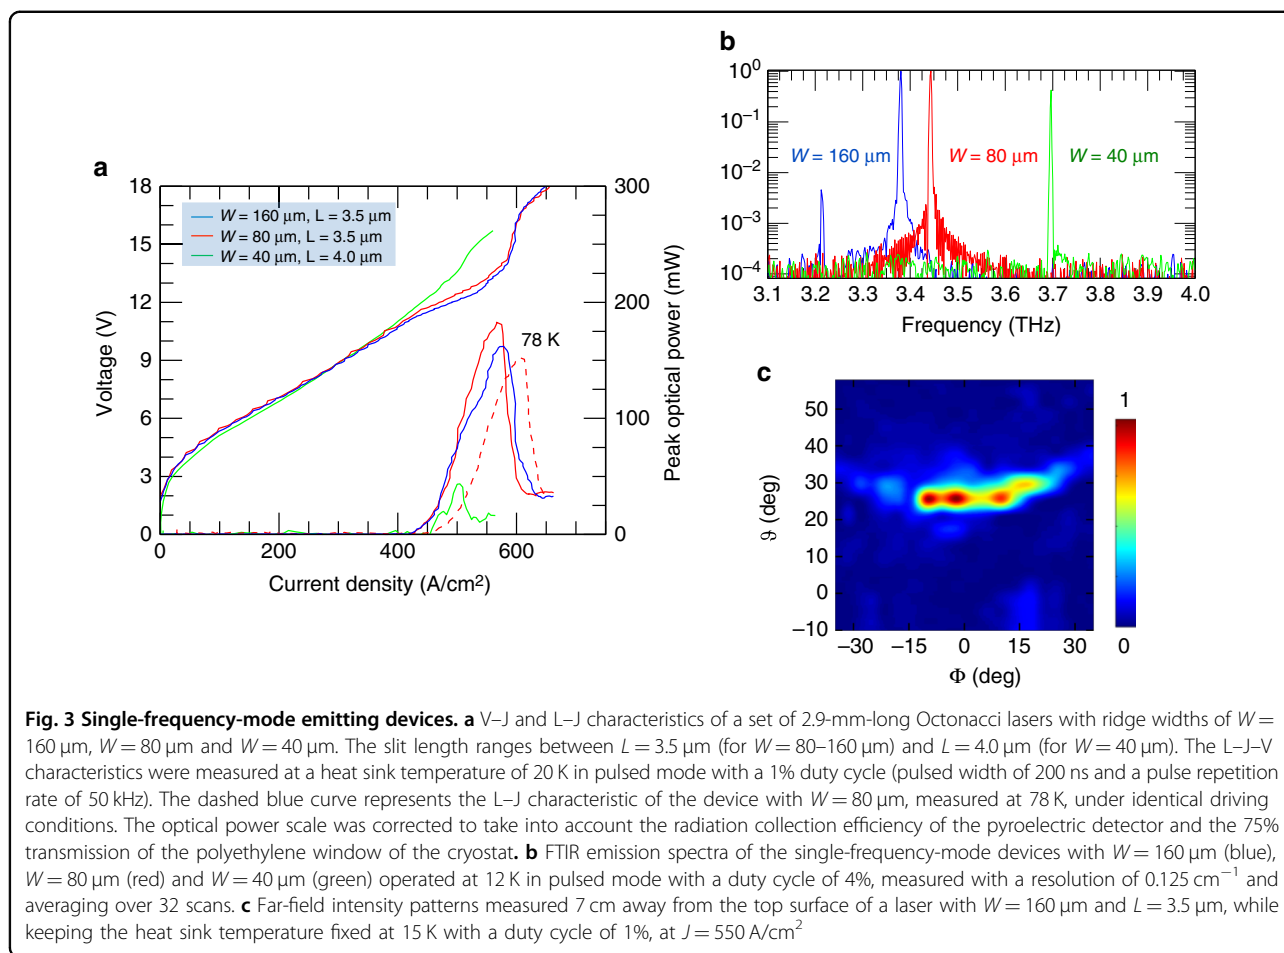 a
18
15
12
9
6
3
0
Voltage (V)
W = 160 µm, L = 3.5 µm
W = 80 µm, L = 3.5 µm
W = 40 µm, L = 4.0 µm
78 K
300
200
100
0
Peak optical power (mW)
0 200 400 600
Current density (A/cm²)
b
10⁰
10⁻¹
10⁻²
10⁻³
10⁻⁴
W = 160 µm W = 80 µm W = 40 µm
3.1 3.2 3.3 3.4 3.5 3.6 3.7 3.8 3.9 4.0
Frequency (THz)
c
50
40
30
20
10
0
−10
ϑ (deg)
−30 −15 0 15 30
Φ (deg)
1
0
Fig. 3 Single-frequency-mode emitting devices. a V–J and L–J characteristics of a set of 2.9-mm-long Octonacci lasers with ridge widths of W =
160 µm, W = 80 µm and W = 40 µm. The slit length ranges between L = 3.5 µm (for W = 80–160 µm) and L = 4.0 µm (for W = 40 µm). The L–J–V
characteristics were measured at a heat sink temperature of 20 K in pulsed mode with a 1% duty cycle (pulsed width of 200 ns and a pulse repetition
rate of 50 kHz). The dashed blue curve represents the L–J characteristic of the device with W = 80 µm, measured at 78 K, under identical driving
conditions. The optical power scale was corrected to take into account the radiation collection efficiency of the pyroelectric detector and the 75%
transmission of the polyethylene window of the cryostat. b FTIR emission spectra of the single-frequency-mode devices with W = 160 µm (blue),
W = 80 µm (red) and W = 40 µm (green) operated at 12 K in pulsed mode with a duty cycle of 4%, measured with a resolution of 0.125 cm⁻¹ and
averaging over 32 scans. c Far-field intensity patterns measured 7 cm away from the top surface of a laser with W = 160 µm and L = 3.5 µm, while
keeping the heat sink temperature fixed at 15 K with a duty cycle of 1%, at J = 550 A/cm²